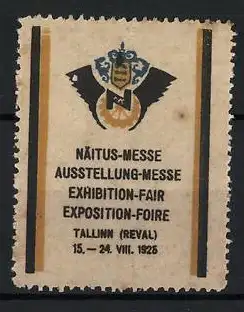 NÄITUS-MESSE
AUSSTELLUNG-MESSE
EXHIBITION-FAIR
EXPOSITION-FOIRE
TALLINN (REVAL)
15.—24. VIII. 1925